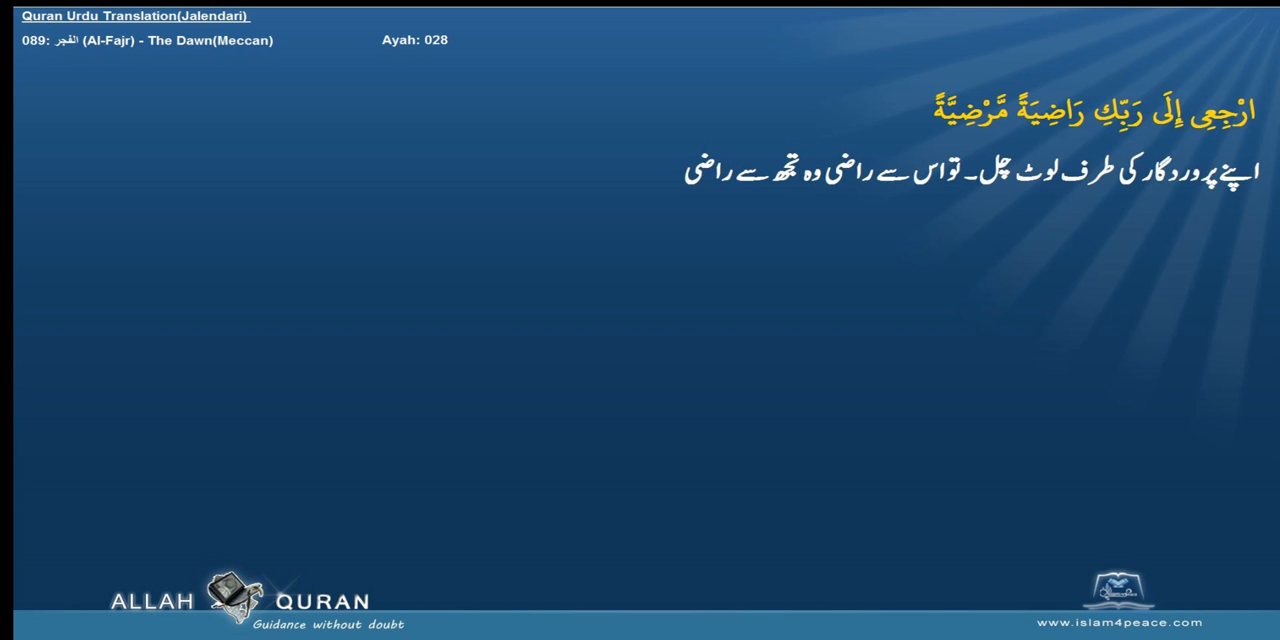 Quran Urdu Translation(Jalendari)
089: الفجر (Al-Fajr) - The Dawn(Meccan) Ayah: 028
ارْجِعِي إِلَى رَبِّكِ رَاضِيَةً مَّرْضِيَّةً
اپنے پروردگار کی طرف لوٹ چل۔ تو اس سے راضی وہ تجھ سے راضی
ALLAH QURAN
Guidance without doubt
www.islam4peace.com